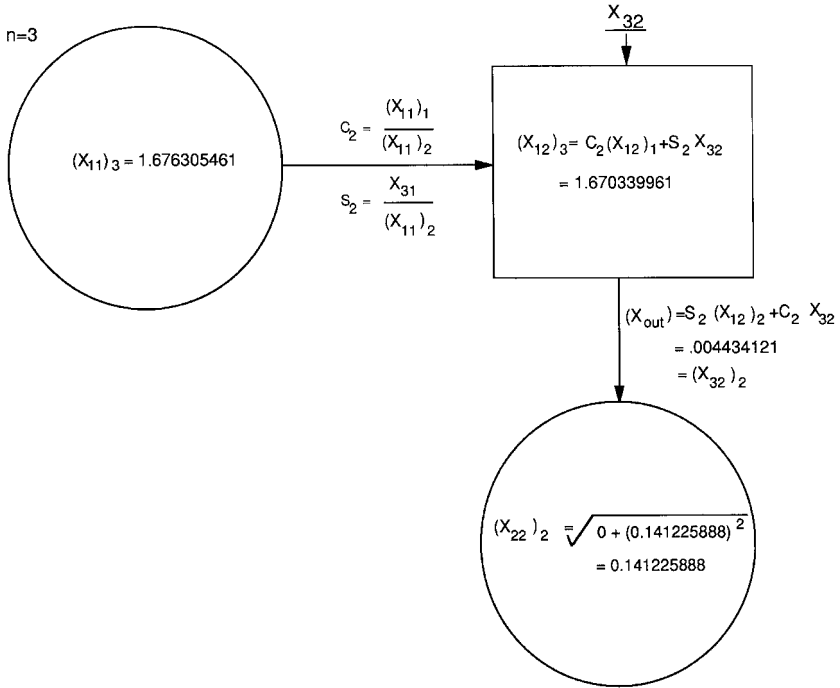 n=3
X₃₂
(X₁₁)₃ = 1.676305461
C₂ = (X₁₁)₁ / (X₁₁)₂
S₂ = X₃₁ / (X₁₁)₂
(X₁₂)₃ = C₂(X₁₂)₁+S₂ X₃₂
= 1.670339961
(X_out)=S₂ (X₁₂)₂+C₂ X₃₂
= .004434121
= (X₃₂)₂
(X₂₂)₂ = √0 + (0.141225888)²
= 0.141225888